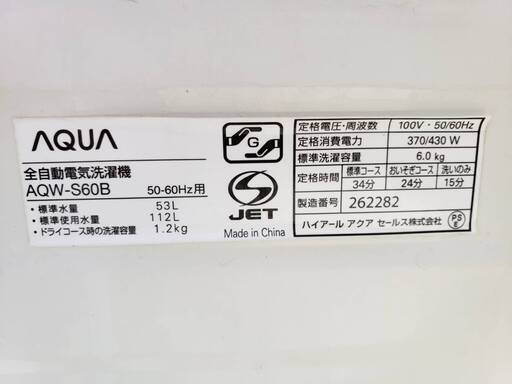 AQUA
全自動電気洗濯機
AQW-S60B 50-60Hz用
・標準水量 53L
・標準使用水量 112L
・ドライコース時の洗濯容量 1.2kg
G
S
JET
Made in China
定格電圧・周波数 100V・50/60Hz
定格消費電力 370/430 W
標準洗濯容量 6.0 kg
定格時間 標準コース おいそぎコース 洗いのみ
34分 24分 15分
製造番号 262282
ハイアール アクア セールス株式会社
PS
E